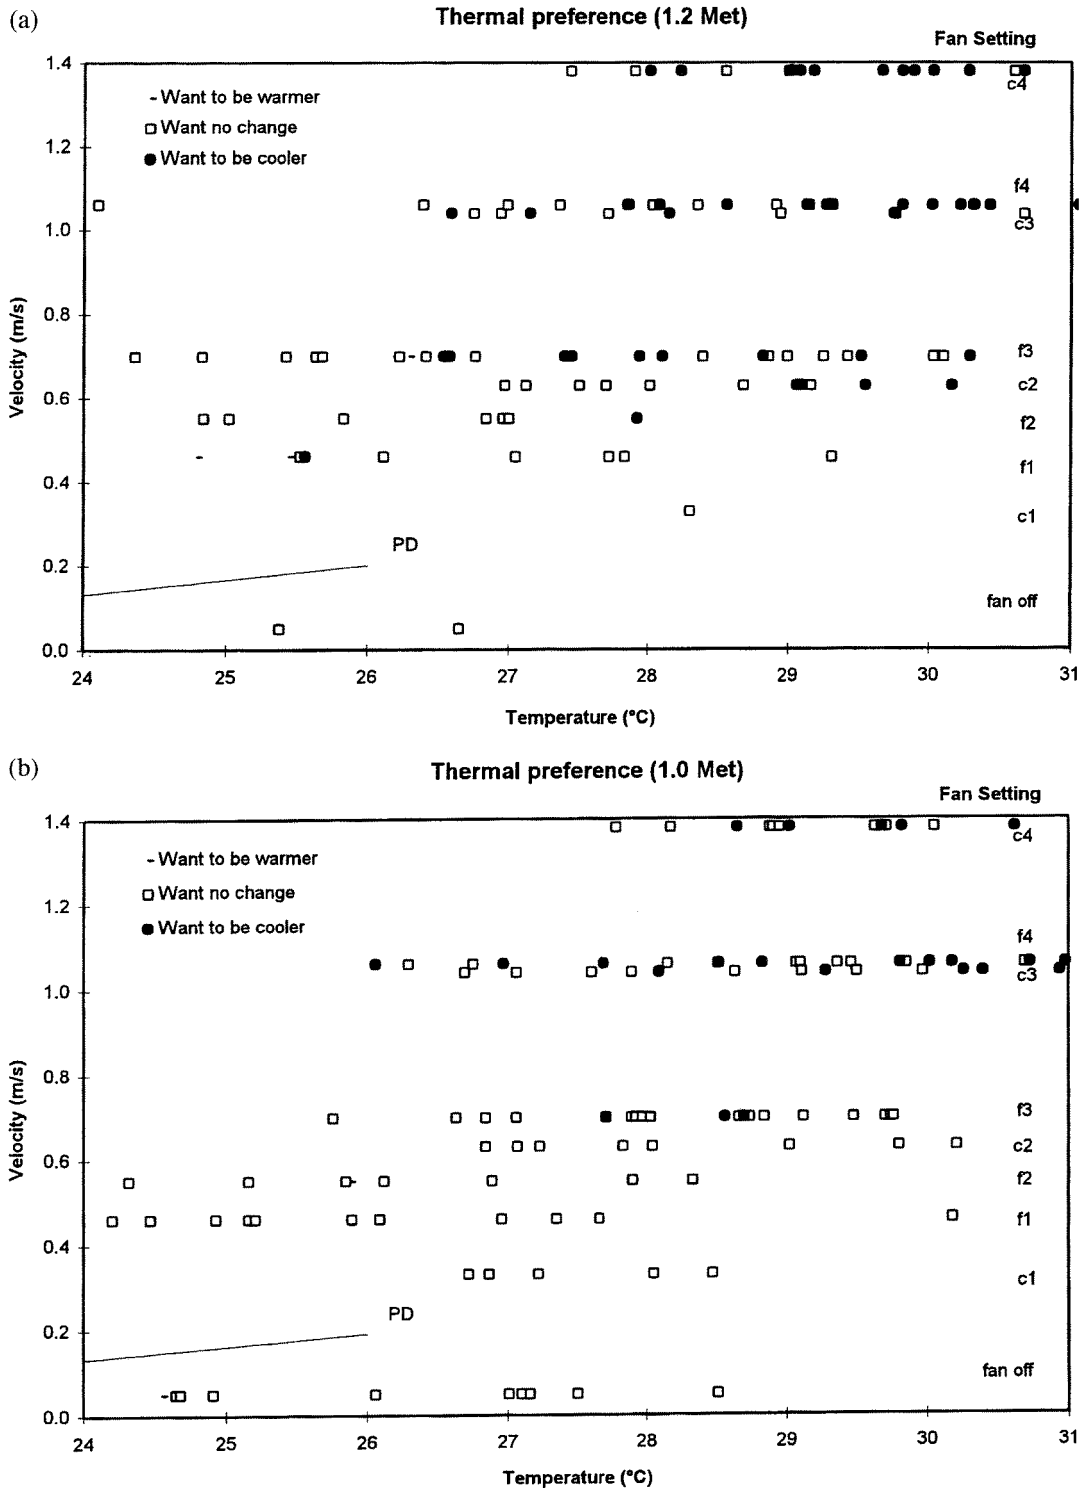 (a)
Thermal preference (1.2 Met)
Fan Setting
1.4
- Want to be warmer
Want no change
Want to be cooler
c4
1.2
f4
1.0
c3
0.8
Velocity (m/s)
f3
c2
0.6
f2
f1
0.4
c1
PD
0.2
fan off
0.0
24 25 26 27 28 29 30 31
Temperature (°C)
(b)
Thermal preference (1.0 Met)
Fan Setting
1.4
c4
- Want to be warmer
Want no change
Want to be cooler
1.2
f4
1.0
c3
0.8
Velocity (m/s)
f3
c2
0.6
f2
f1
0.4
c1
PD
0.2
fan off
0.0
24 25 26 27 28 29 30 31
Temperature (°C)